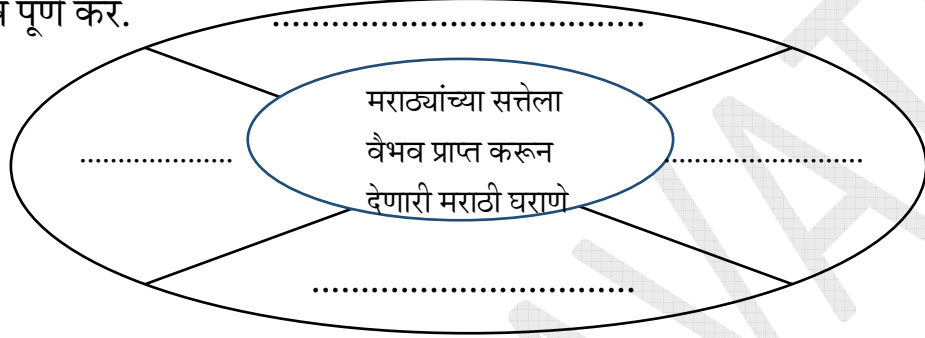 पूर्ण कर.
.......................................
मराठ्यांच्या सत्तेला
वैभव प्राप्त करून
देणारी मराठी घराणे
....................
..........................
..................................